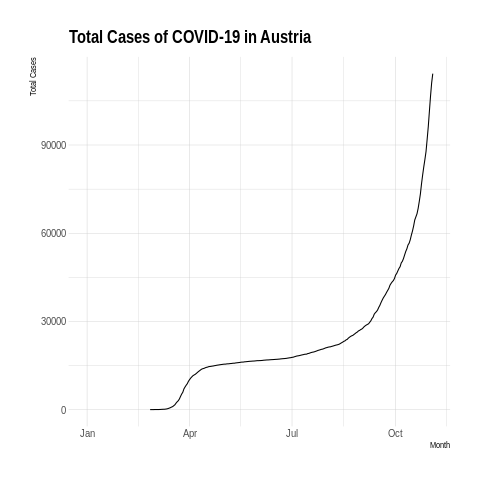 Total Cases of COVID-19 in Austria
Total Cases
90000
60000
30000
0
Jan Apr Jul Oct
Month